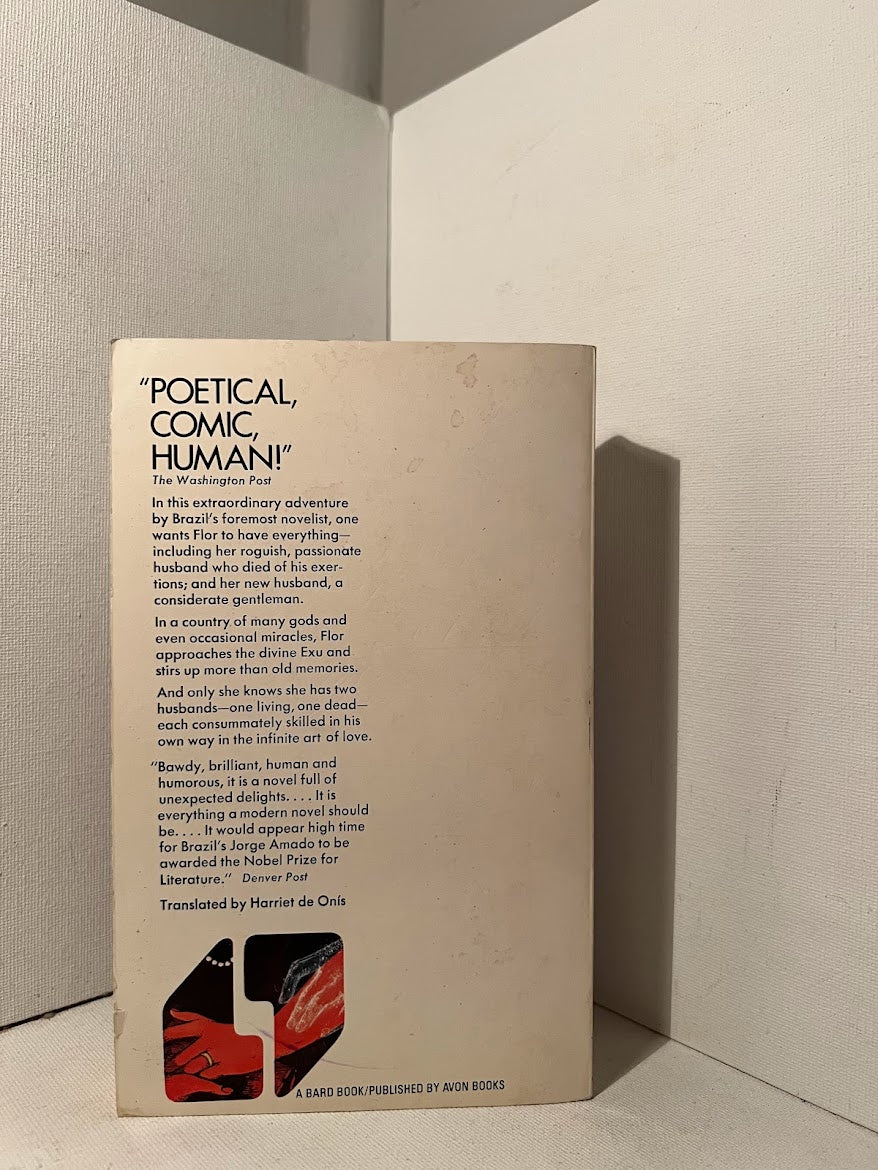 “POETICAL,
COMIC,
HUMAN!”
The Washington Post
In this extraordinary adventure
by Brazil’s foremost novelist, one
wants Flor to have everything—
including her roguish, passionate
husband who died of his exer-
tions; and her new husband, a
considerate gentleman.
In a country of many gods and
even occasional miracles, Flor
approaches the divine Exu and
stirs up more than old memories.
And only she knows she has two
husbands—one living, one dead—
each consummately skilled in his
own way in the infinite art of love.
“Bawdy, brilliant, human and
humorous, it is a novel full of
unexpected delights. . . . It is
everything a modern novel should
be. . . . It would appear high time
for Brazil’s Jorge Amado to be
awarded the Nobel Prize for
Literature.” Denver Post
Translated by Harriet de Onís
A BARD BOOK/PUBLISHED BY AVON BOOKS